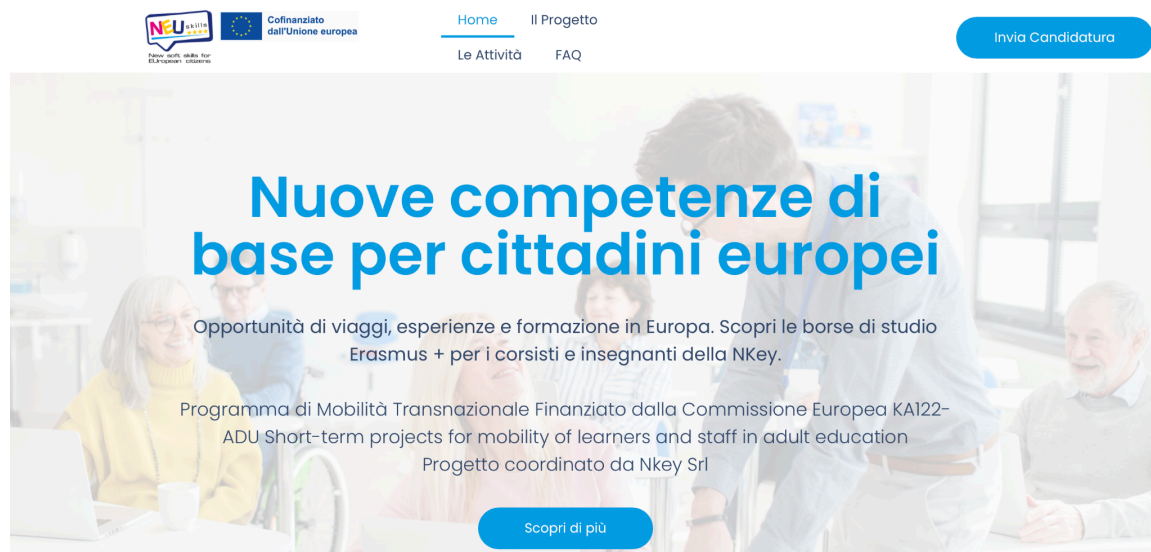 NEUskills
New soft skills for
EUropean citizens
Cofinanziato
dall'Unione europea
Home
Il Progetto
Le Attività
FAQ
Invia Candidatura
Nuove competenze di
base per cittadini europei
Opportunità di viaggi, esperienze e formazione in Europa. Scopri le borse di studio
Erasmus + per i corsisti e insegnanti della NKey.
Programma di Mobilità Transnazionale Finanziato dalla Commissione Europea KA122-
ADU Short-term projects for mobility of learners and staff in adult education
Progetto coordinato da Nkey Srl
Scopri di più